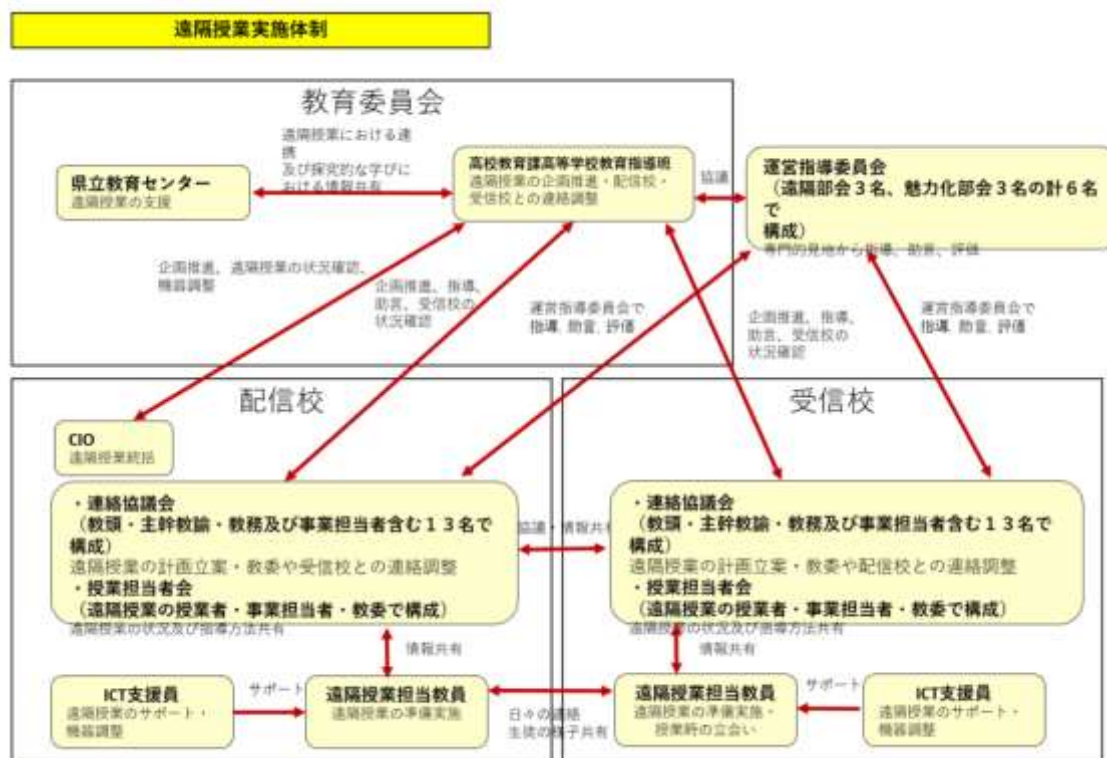 遠隔授業実施体制
教育委員会
遠隔授業における連
携
及び探究的な学びに
おける情報共有
県立教育センター
遠隔授業の支援
高校教育課高等学校教育指導班
遠隔授業の企画推進・配信校・
受信校との連絡調整
協議
運営指導委員会
（遠隔部会３名、魅力化部会３名の計６名
で
構成）
専門的見地から指導、助言、評価
企画推進、遠隔授業の状況確認、
機器調整
企画推進、指導、
助言、受信校の
状況確認
運営指導委員会で
指導、助言、評価
企画推進、指導、
助言、受信校の
状況確認
運営指導委員会で
指導、助言、評価
配信校
CIO
遠隔授業統括
・連絡協議会
（教頭・主幹教諭・教務及び事業担当者含む１３名で
構成）
遠隔授業の計画立案・教委や受信校との連絡調整
・授業担当者会
（遠隔授業の授業者・事業担当者・教委で構成）
遠隔授業の状況及び指導方法共有
協議・情報共有
受信校
・連絡協議会
（教頭・主幹教諭・教務及び事業担当者含む１３名で
構成）
遠隔授業の計画立案・教委や配信校との連絡調整
・授業担当者会
（遠隔授業の授業者・事業担当者・教委で構成）
遠隔授業の状況及び指導方法共有
情報共有
情報共有
ICT支援員
遠隔授業のサポート・
機器調整
サポート
遠隔授業担当教員
遠隔授業の準備実施
日々の連絡
生徒の様子共有
遠隔授業担当教員
遠隔授業の準備実施・
授業時の立会い
サポート
ICT支援員
遠隔授業のサポート・
機器調整